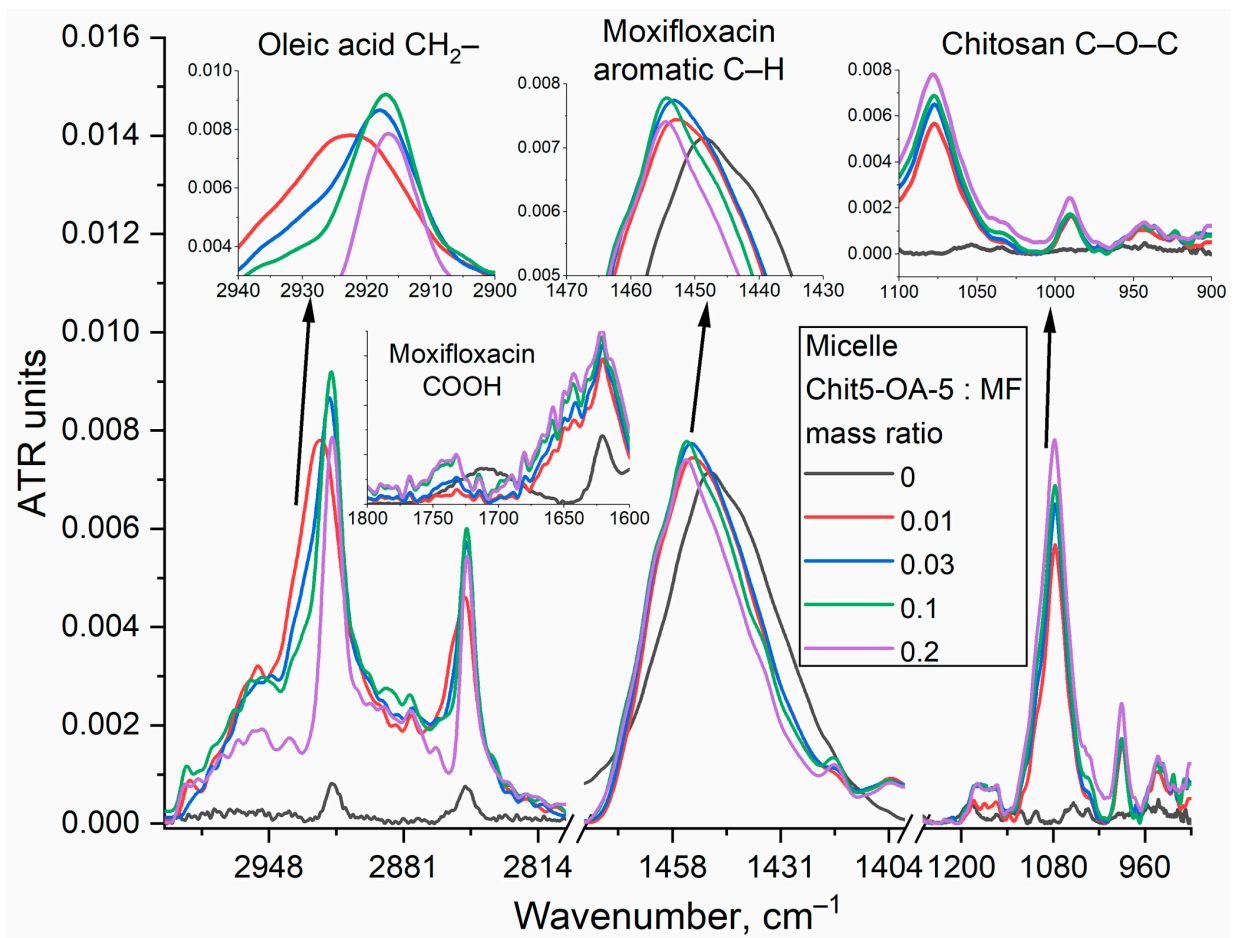 0.016
0.014
0.012
0.010
0.008
0.006
0.004
0.002
0.000
ATR units
Oleic acid CH2–
0.010
0.008
0.006
0.004
2940 2930 2920 2910 2900
Moxifloxacin
aromatic C–H
0.008
0.007
0.006
0.005
1470 1460 1450 1440 1430
Chitosan C–O–C
0.008
0.006
0.004
0.002
0.000
1100 1050 1000 950 900
Moxifloxacin
COOH
1800 1750 1700 1650 1600
Micelle
Chit5-OA-5 : MF
mass ratio
0
0.01
0.03
0.1
0.2
2948 2881 2814 1458 1431 1404 1200 1080 960
Wavenumber, cm⁻¹